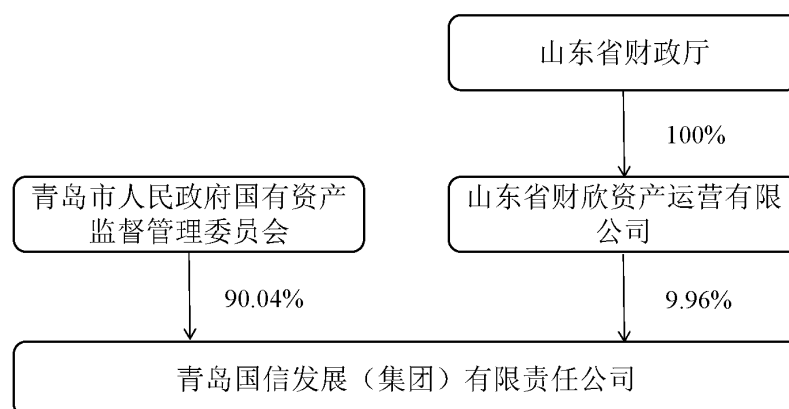 山东省财政厅
100%
青岛市人民政府国有资产
监督管理委员会
山东省财欣资产运营有限
公司
90.04%
9.96%
青岛国信发展（集团）有限责任公司